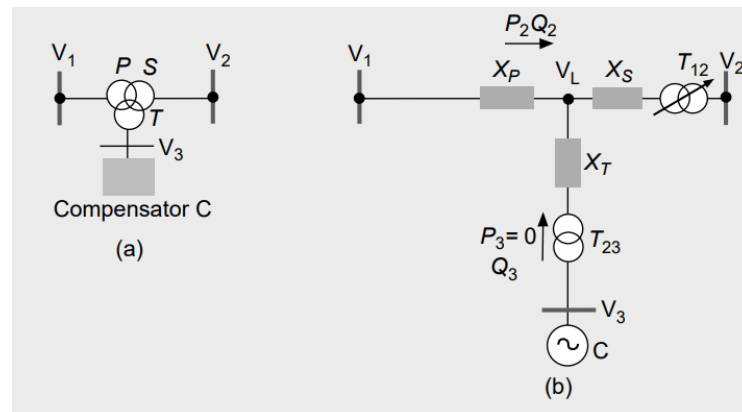 V1
P S
V2
T
V3
Compensator C
(a)
P2Q2
V1
XP
VL
XS
T12
V2
XT
P3= 0
Q3
T23
V3
C
(b)